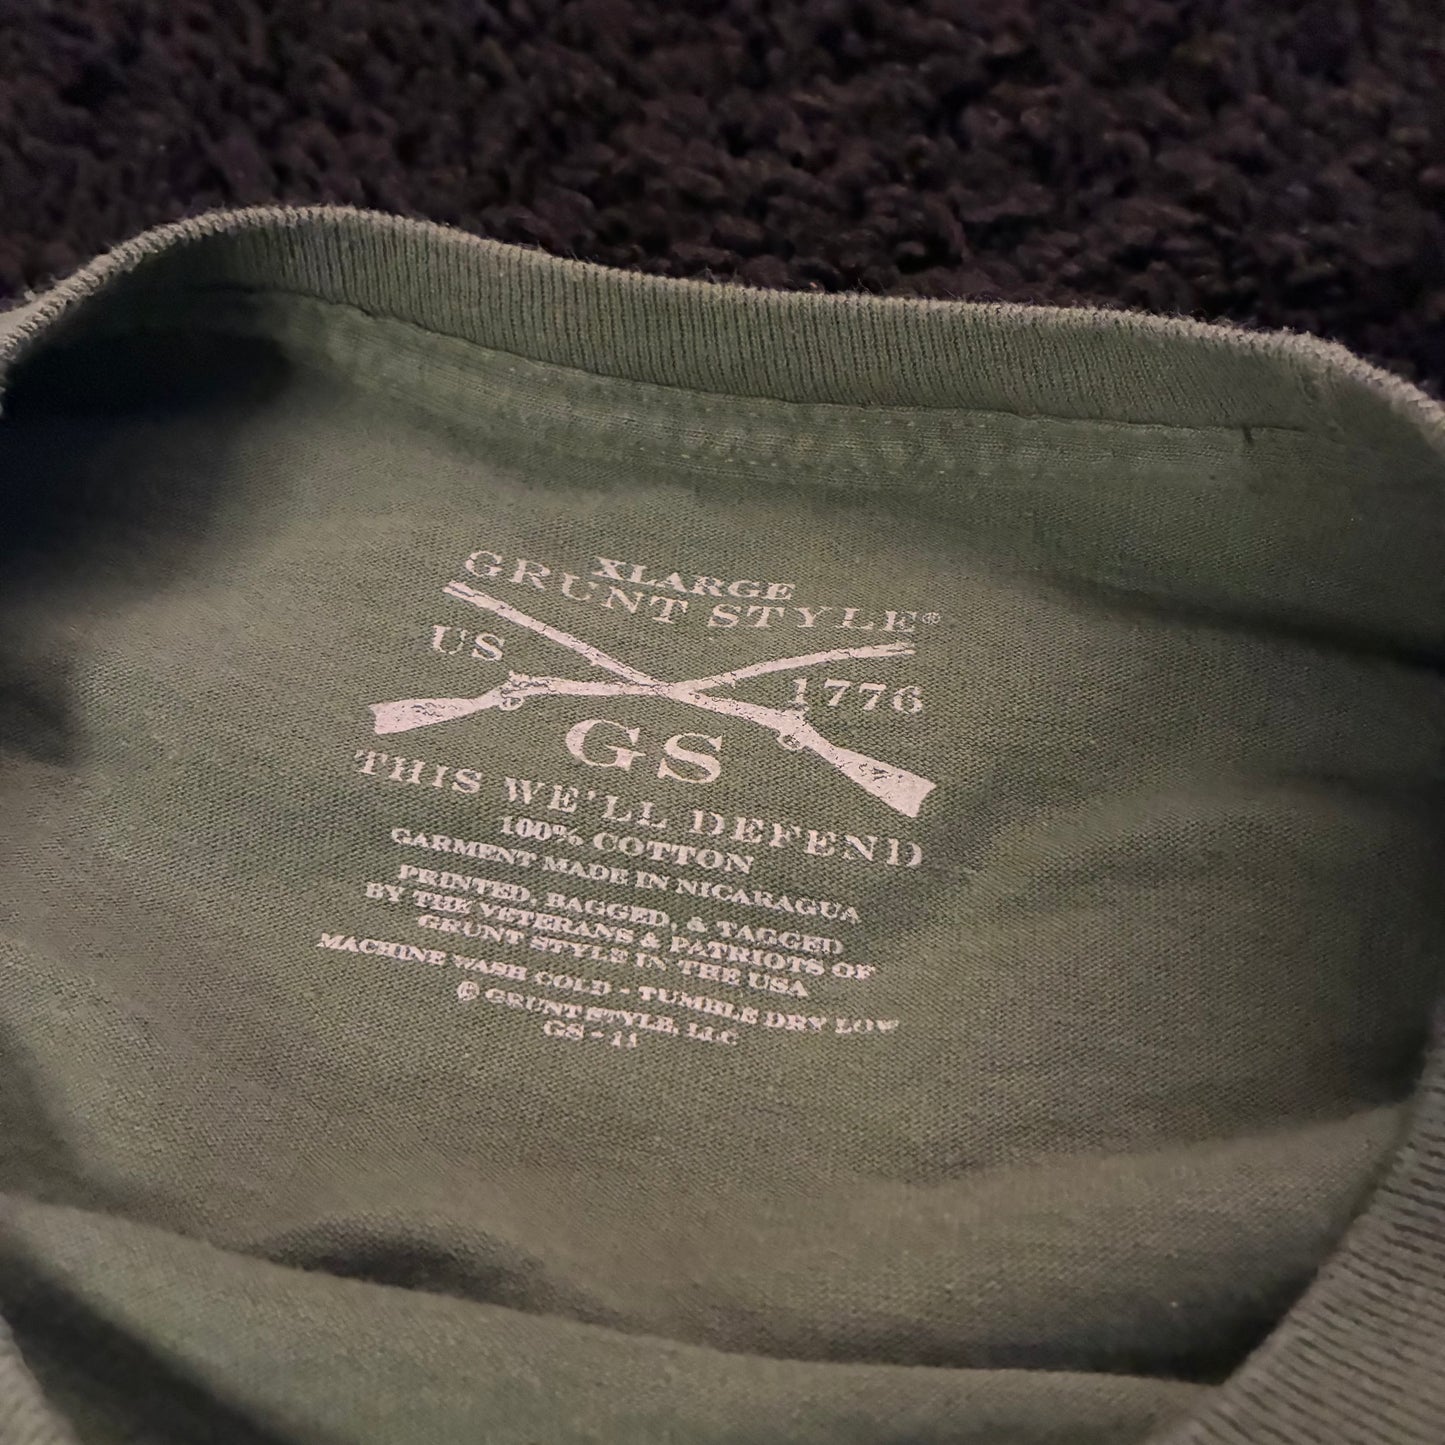 XLARGE
GRUNT STYLE®
US 1776
GS
THIS WE'LL DEFEND
100% COTTON
GARMENT MADE IN NICARAGUA
PRINTED, BAGGED, & TAGGED
BY THE VETERANS & PATRIOTS OF
GRUNT STYLE IN THE USA
MACHINE WASH COLD - TUMBLE DRY LOW
© GRUNT STYLE, LLC
GS - 11